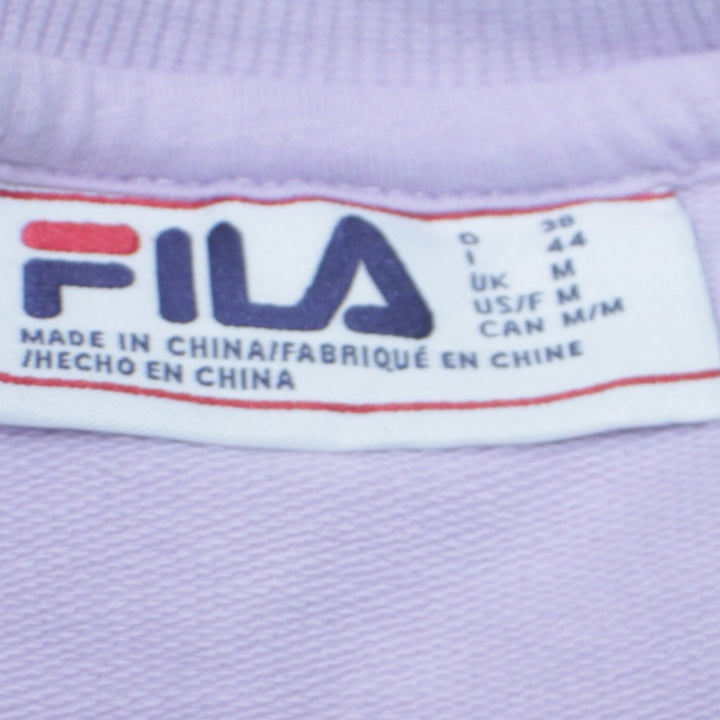 FILA
D 38
I 44
UK M
US/F M
CAN M/M
MADE IN CHINA/FABRIQUÉ EN CHINE
/HECHO EN CHINA